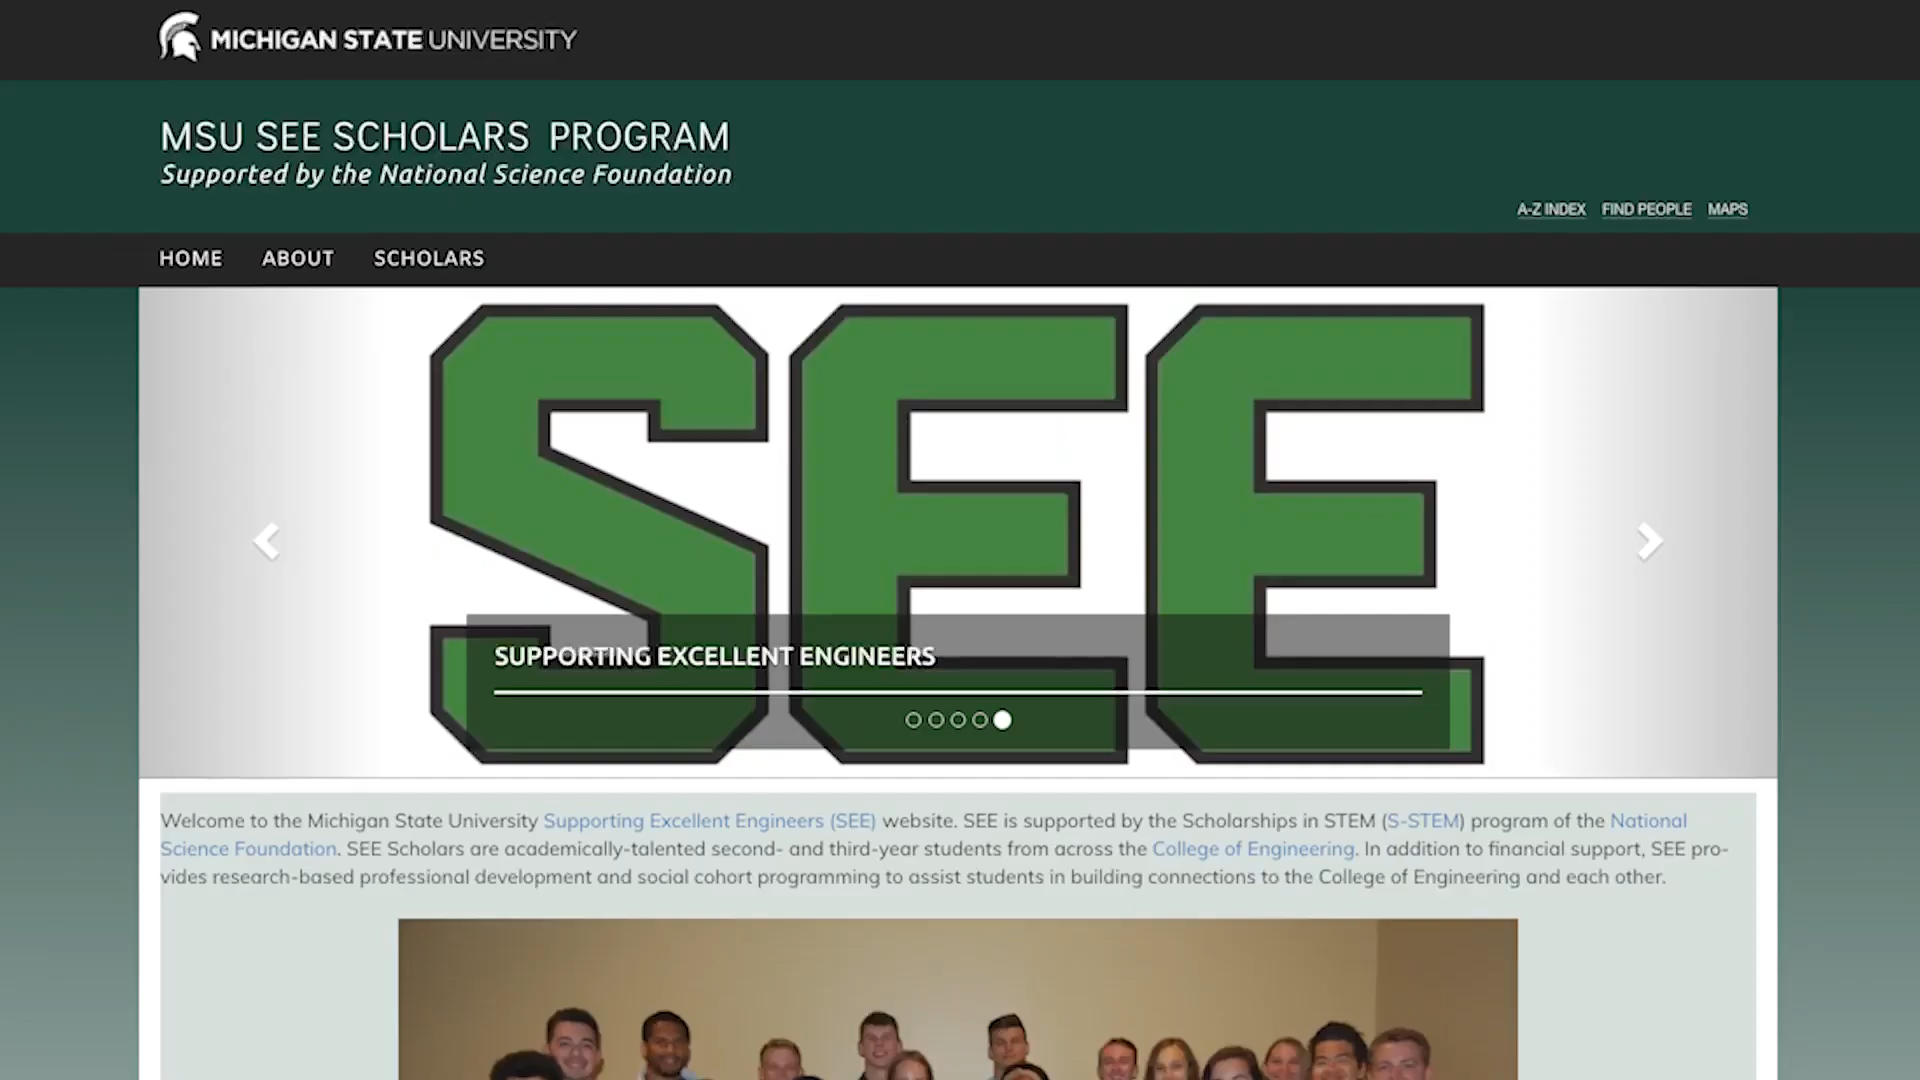 MICHIGAN STATE UNIVERSITY
MSU SEE SCHOLARS PROGRAM
Supported by the National Science Foundation
A-Z INDEX FIND PEOPLE MAPS
HOME ABOUT SCHOLARS
SEE
SUPPORTING EXCELLENT ENGINEERS
Welcome to the Michigan State University Supporting Excellent Engineers (SEE) website. SEE is supported by the Scholarships in STEM (S-STEM) program of the National
Science Foundation. SEE Scholars are academically-talented second- and third-year students from across the College of Engineering. In addition to financial support, SEE pro-
vides research-based professional development and social cohort programming to assist students in building connections to the College of Engineering and each other.